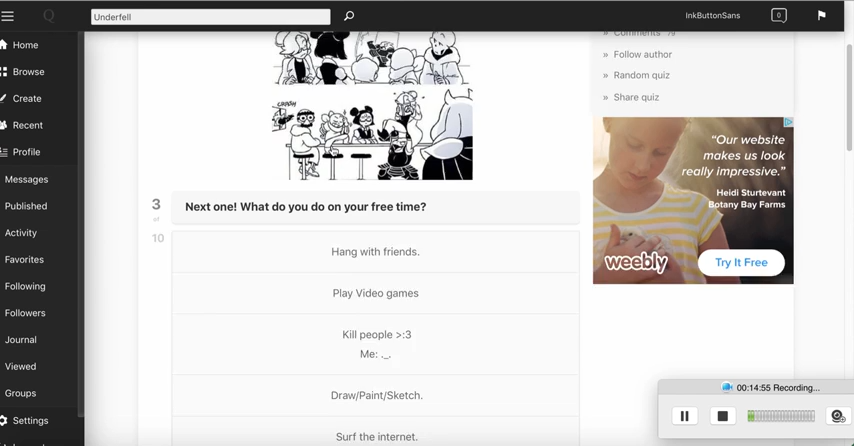 Q
Underfell
InkButtonSans
0
Home
Browse
Create
Recent
Profile
Messages
Published
Activity
Favorites
Following
Followers
Journal
Viewed
Groups
Settings
» Comments
» Follow author
» Random quiz
» Share quiz
3
of
10
Next one! What do you do on your free time?
Hang with friends.
Play Video games
Kill people >:3
Me: ._.
Draw/Paint/Sketch.
Surf the internet.
“Our website
makes us look
really impressive.”
Heidi Sturtevant
Botany Bay Farms
weebly
Try It Free
00:14:55 Recording...